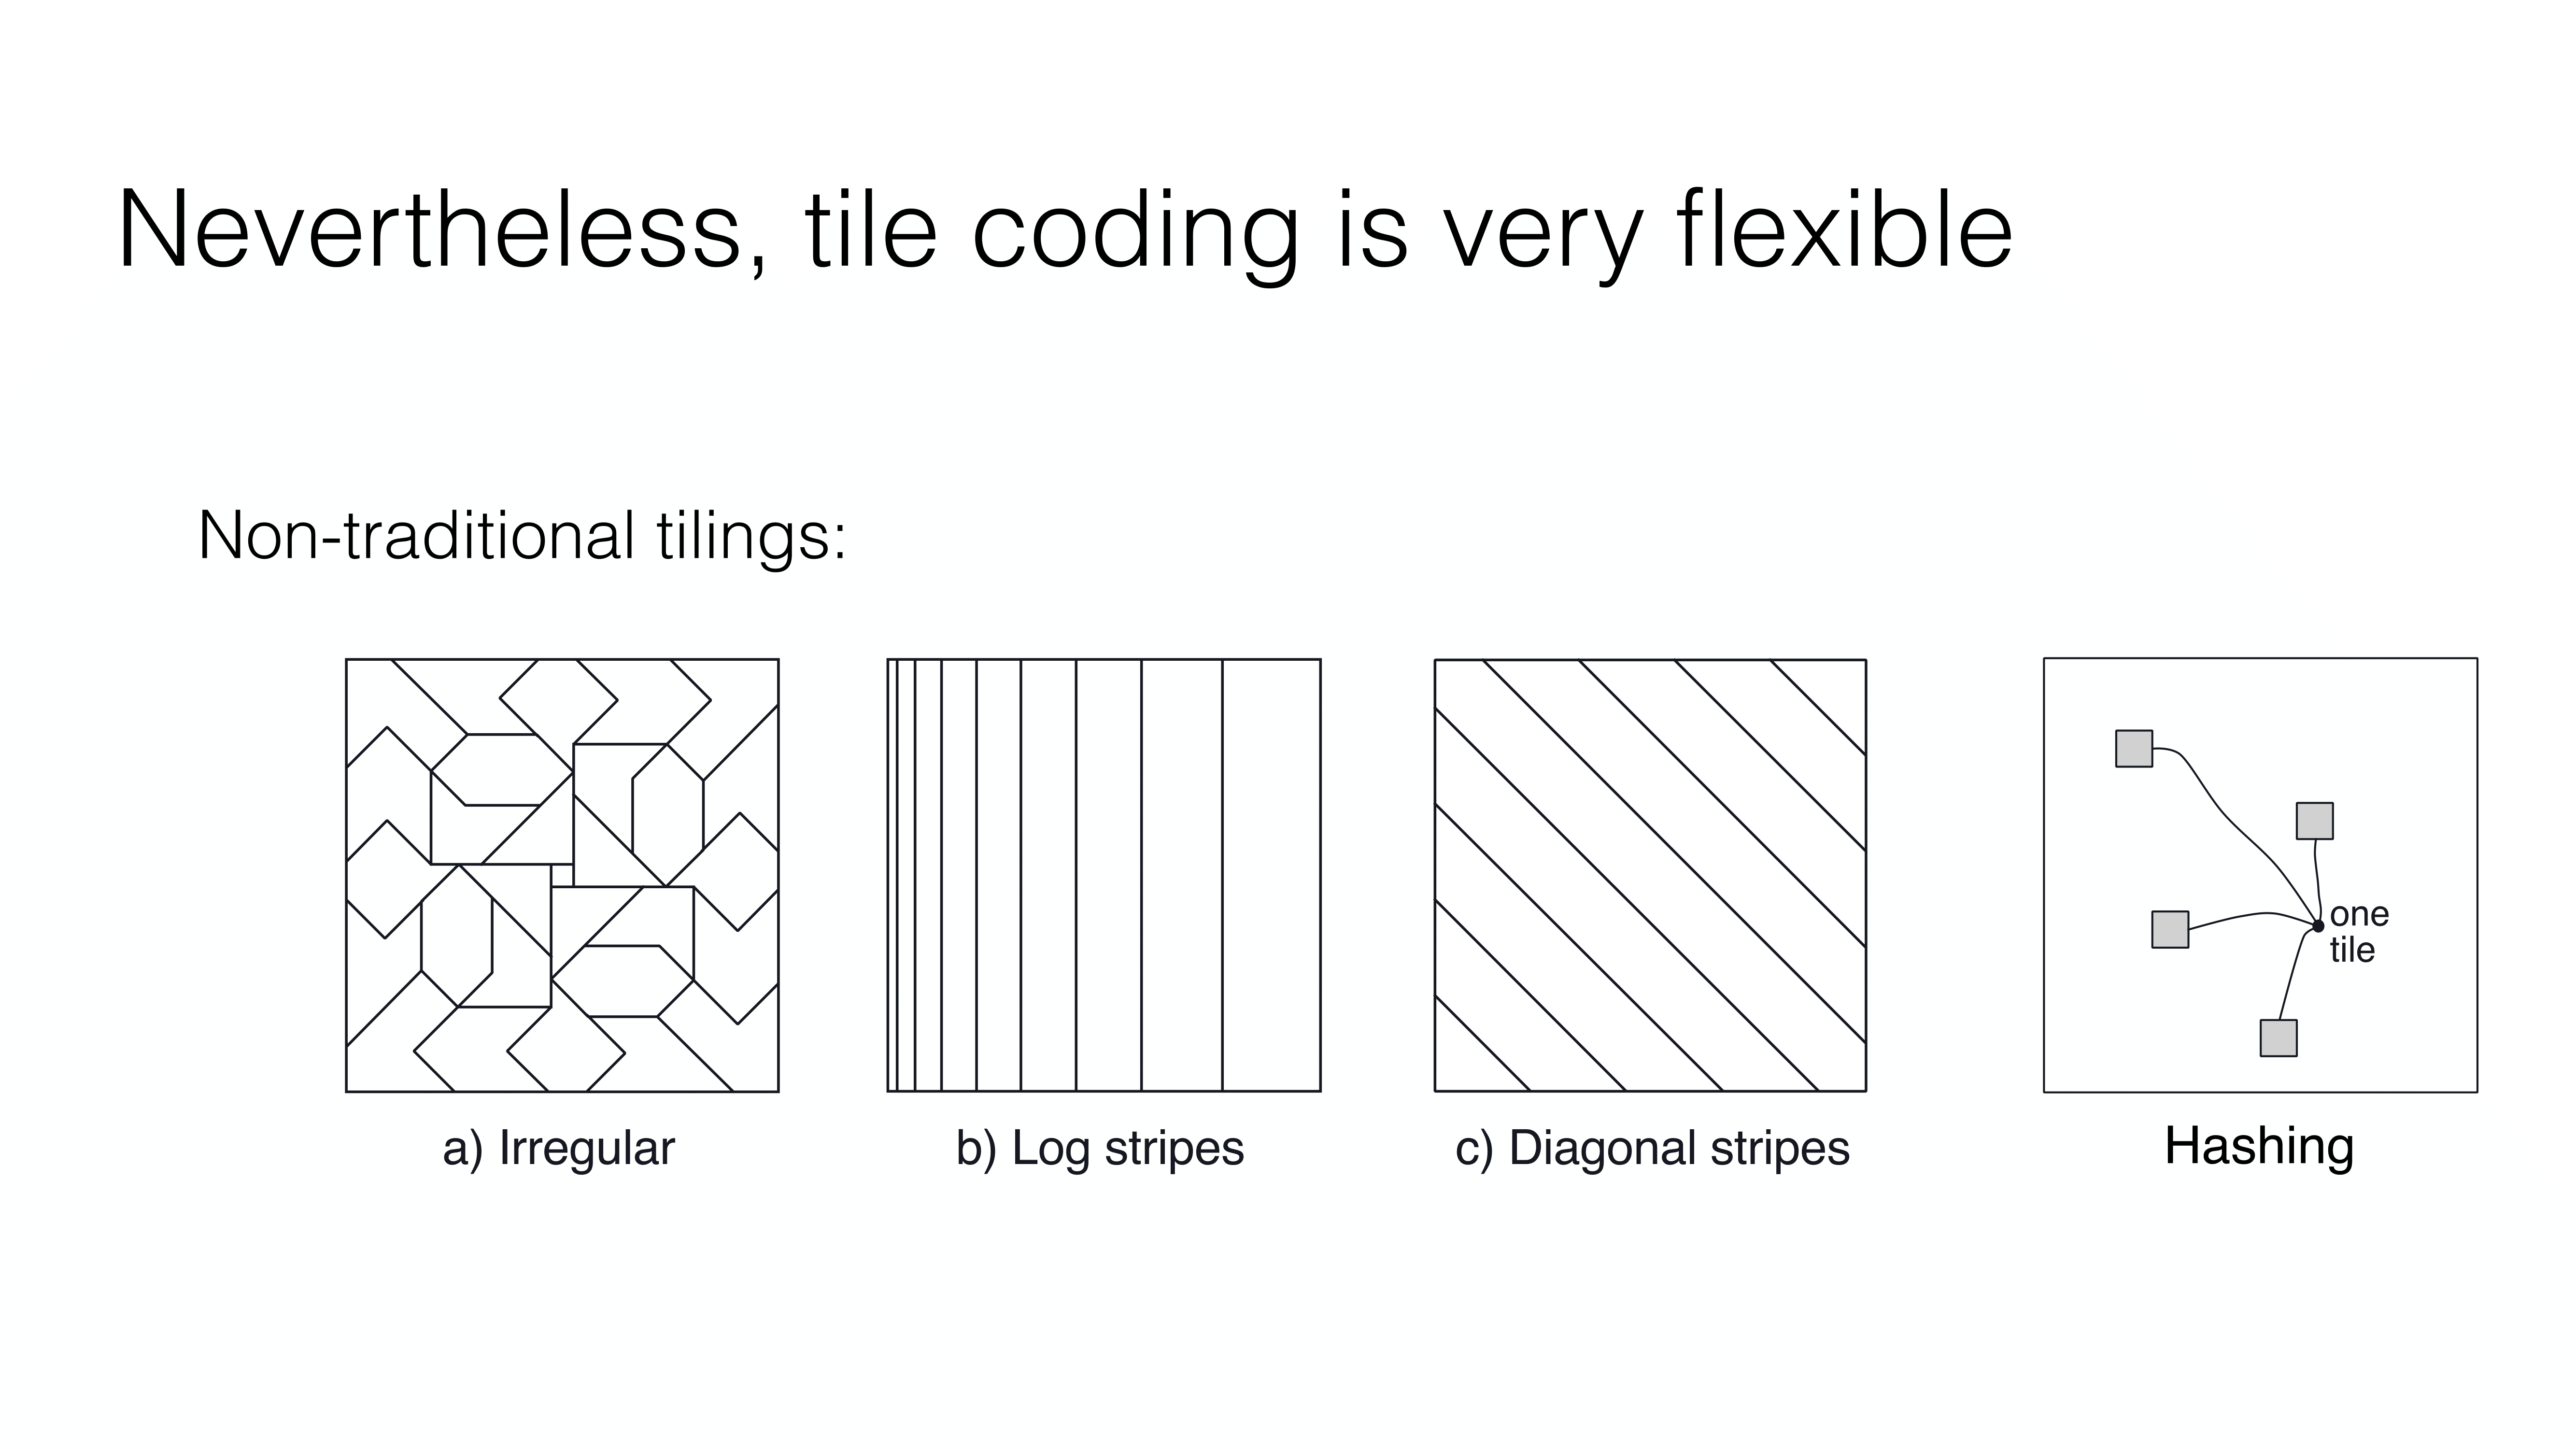 Nevertheless, tile coding is very flexible
Non-traditional tilings:
one
tile
a) Irregular
b) Log stripes
c) Diagonal stripes
Hashing